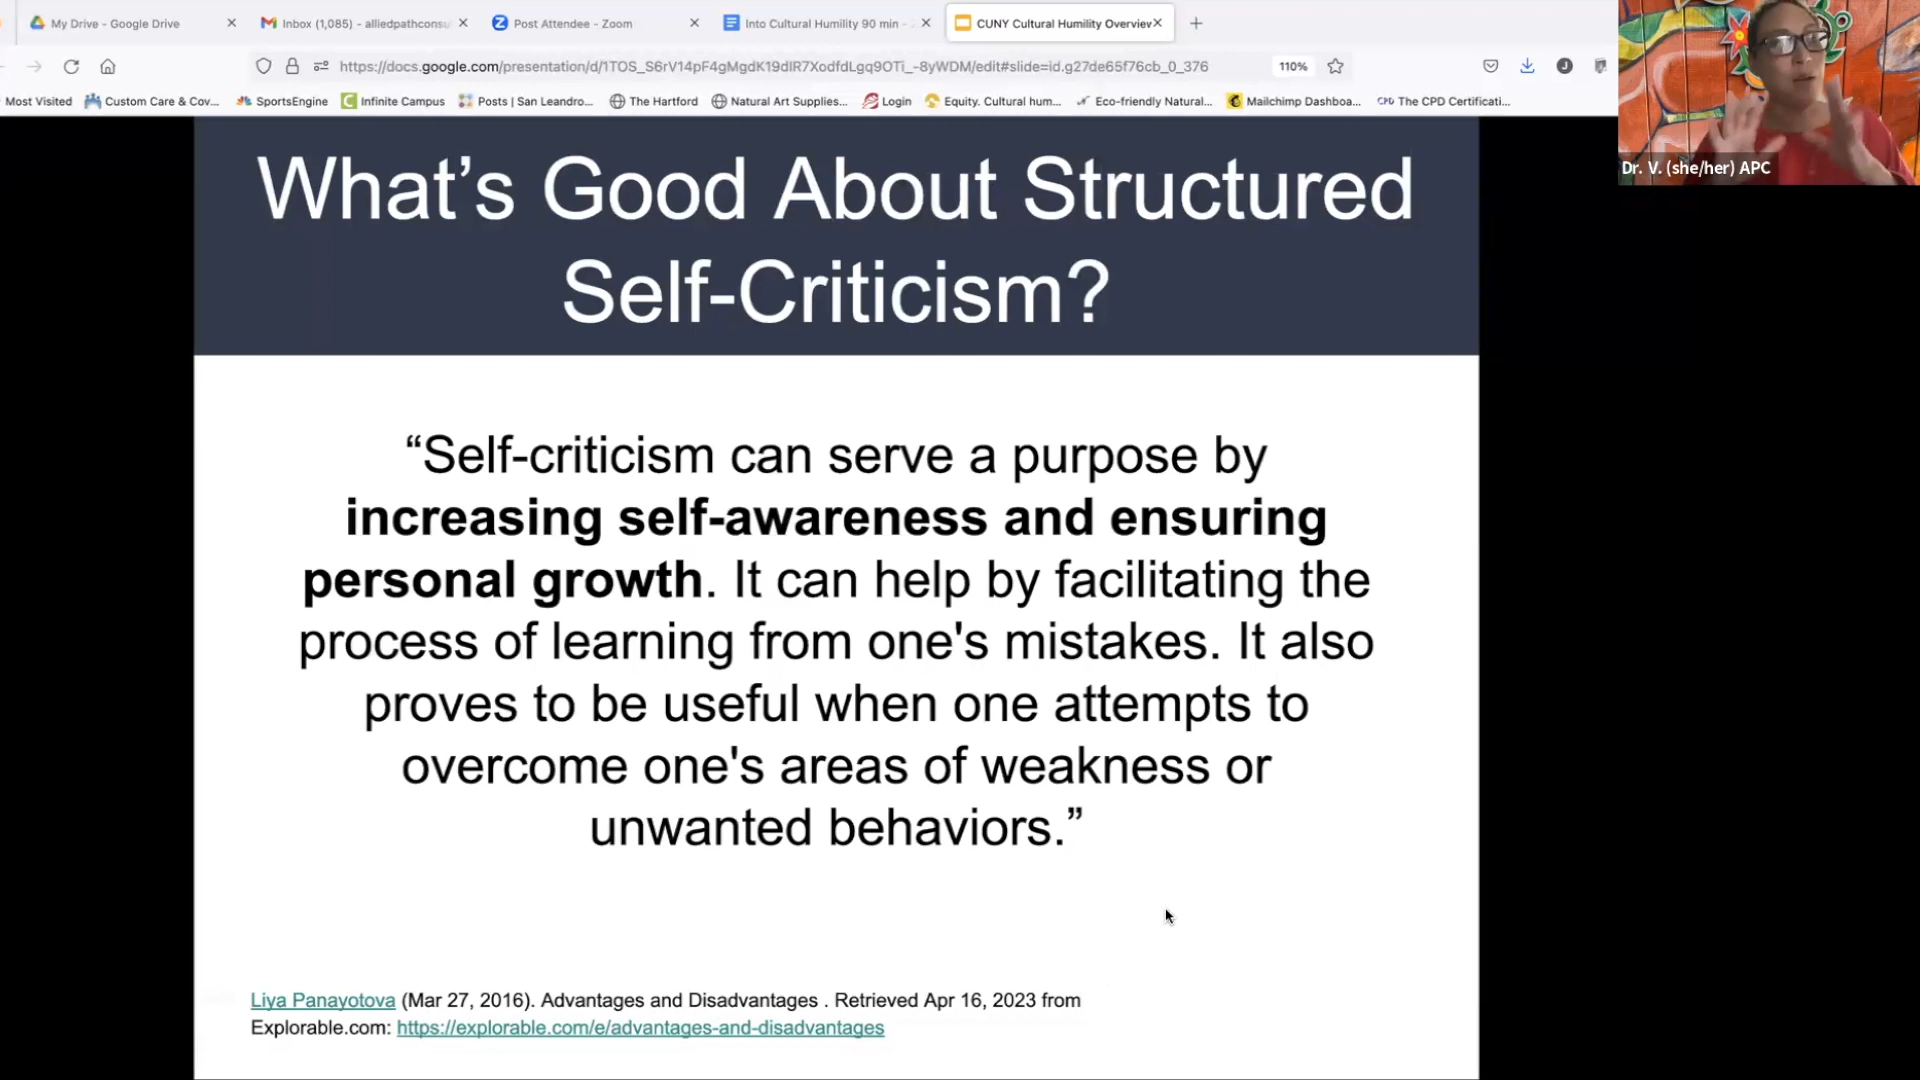 My Drive - Google Drive
Inbox (1,085) - alliedpathconsu
Post Attendee - Zoom
Into Cultural Humility 90 min -
CUNY Cultural Humility Overview
https://docs.google.com/presentation/d/1TOS_S6rV14pF4gMgdK19dIR7XodfdLgq9OTi_-8yWDM/edit#slide=id.g27de65f76cb_0_376
110%
J
Most Visited
Custom Care & Cov...
SportsEngine
Infinite Campus
Posts | San Leandro...
The Hartford
Natural Art Supplies...
Login
Equity. Cultural hum...
Eco-friendly Natural...
Mailchimp Dashboa...
CPD The CPD Certificati...
Dr. V. (she/her) APC
What’s Good About Structured
Self-Criticism?
“Self-criticism can serve a purpose by
increasing self-awareness and ensuring
personal growth. It can help by facilitating the
process of learning from one's mistakes. It also
proves to be useful when one attempts to
overcome one's areas of weakness or
unwanted behaviors.”
Liya Panayotova (Mar 27, 2016). Advantages and Disadvantages . Retrieved Apr 16, 2023 from
Explorable.com: https://explorable.com/e/advantages-and-disadvantages